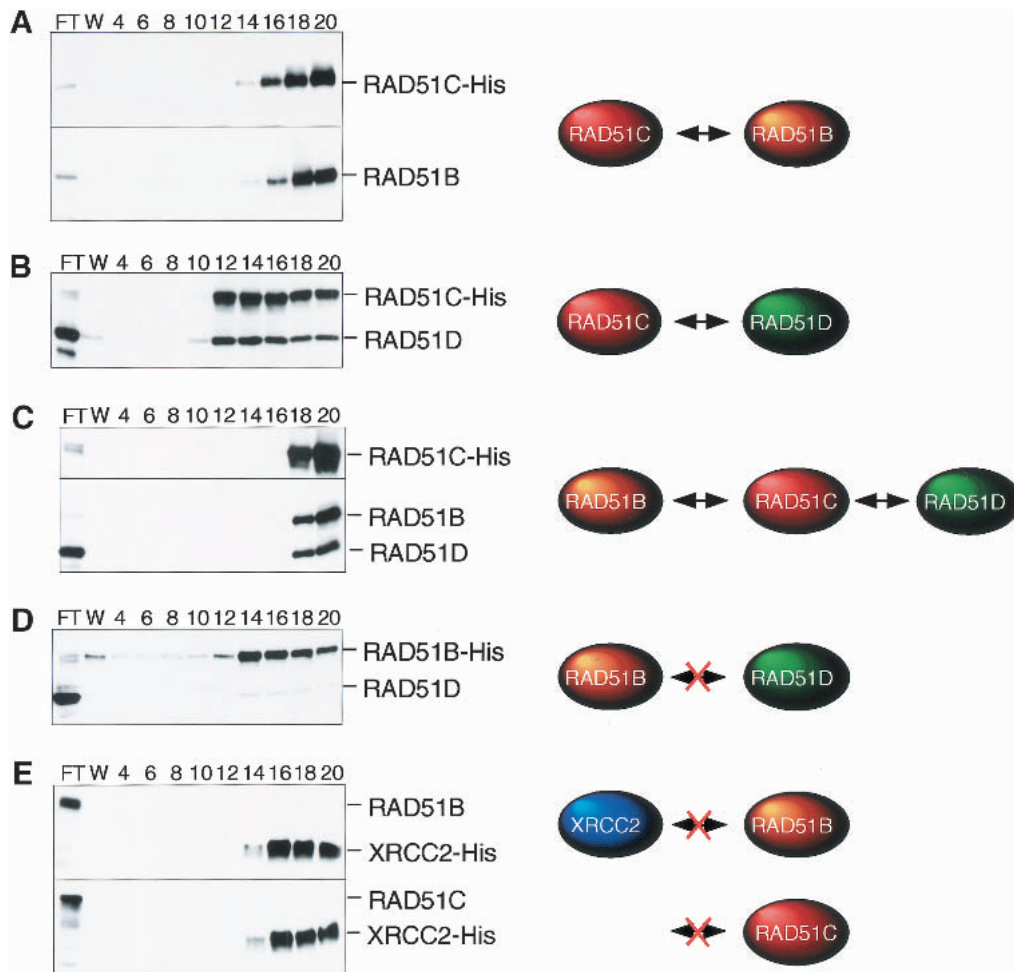 A
FT W 4 6 8 10 12 14 16 18 20
RAD51C-His
RAD51B
RAD51C RAD51B
B
FT W 4 6 8 10 12 14 16 18 20
RAD51C-His
RAD51D
RAD51C RAD51D
C
FT W 4 6 8 10 12 14 16 18 20
RAD51C-His
RAD51B
RAD51D
RAD51B RAD51C RAD51D
D
FT W 4 6 8 10 12 14 16 18 20
RAD51B-His
RAD51D
RAD51B RAD51D
E
FT W 4 6 8 10 12 14 16 18 20
RAD51B
XRCC2-His
XRCC2 RAD51B
RAD51C
XRCC2-His
RAD51C